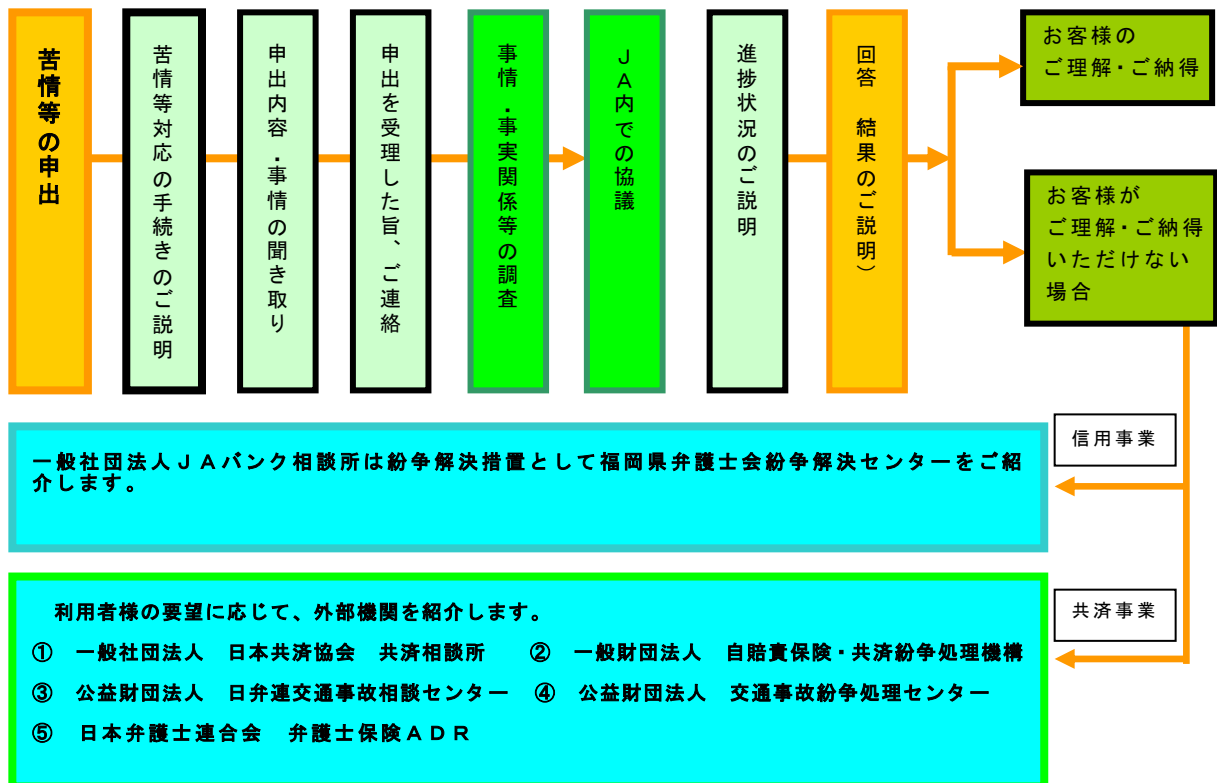 苦情等の申出
苦情等対応の手続きのご説明
申出内容・事情の聞き取り
申出を受理した旨、ご連絡
事情・事実関係等の調査
ＪＡ内での協議
進捗状況のご説明
回答　結果のご説明）
お客様の
ご理解・ご納得
お客様が
ご理解・ご納得
いただけない
場合
信用事業
一般社団法人ＪＡバンク相談所は紛争解決措置として福岡県弁護士会紛争解決センターをご紹
介します。
共済事業
利用者様の要望に応じて、外部機関を紹介します。
①　一般社団法人　日本共済協会　共済相談所　　②　一般財団法人　自賠責保険・共済紛争処理機構
③　公益財団法人　日弁連交通事故相談センター　④　公益財団法人　交通事故紛争処理センター
⑤　日本弁護士連合会　弁護士保険ＡＤＲ